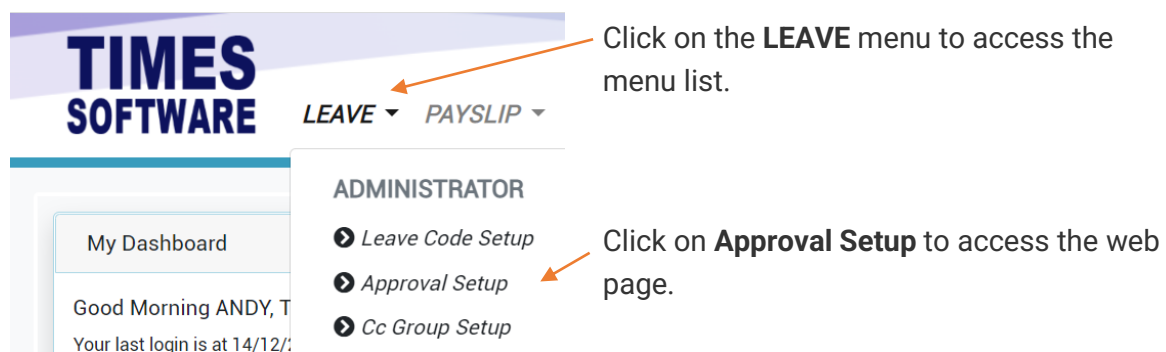 TIMES
SOFTWARE
LEAVE PAYSLIP
Click on the LEAVE menu to access the
menu list.
ADMINISTRATOR
Leave Code Setup
Approval Setup
Cc Group Setup
Click on Approval Setup to access the web
page.
My Dashboard
Good Morning ANDY, T
Your last login is at 14/12/